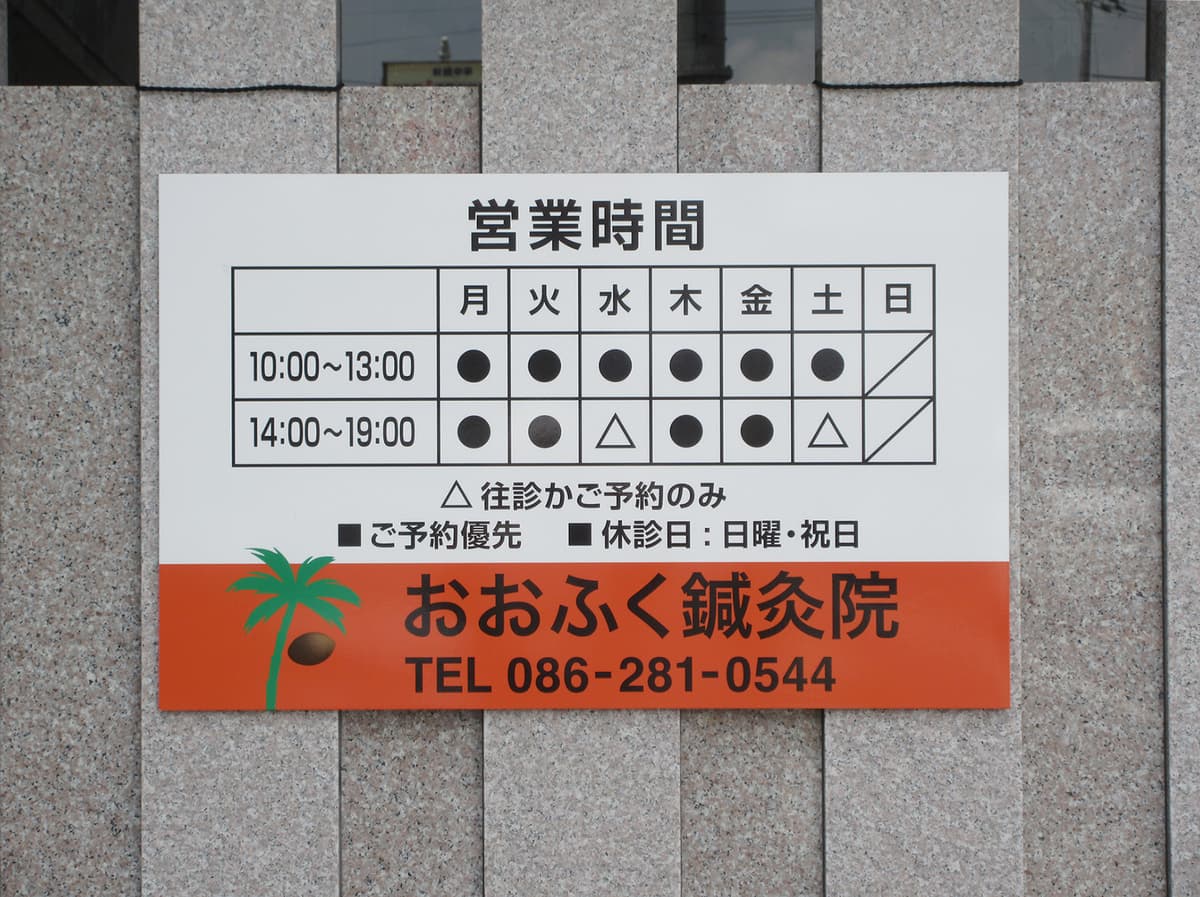 営業時間
月 火 水 木 金 土 日
10:00~13:00 ● ● ● ● ● ● ／
14:00~19:00 ● ● △ ● ● △ ／
△ 往診かご予約のみ
■ ご予約優先 ■ 休診日：日曜・祝日
おおふく鍼灸院
TEL 086-281-0544